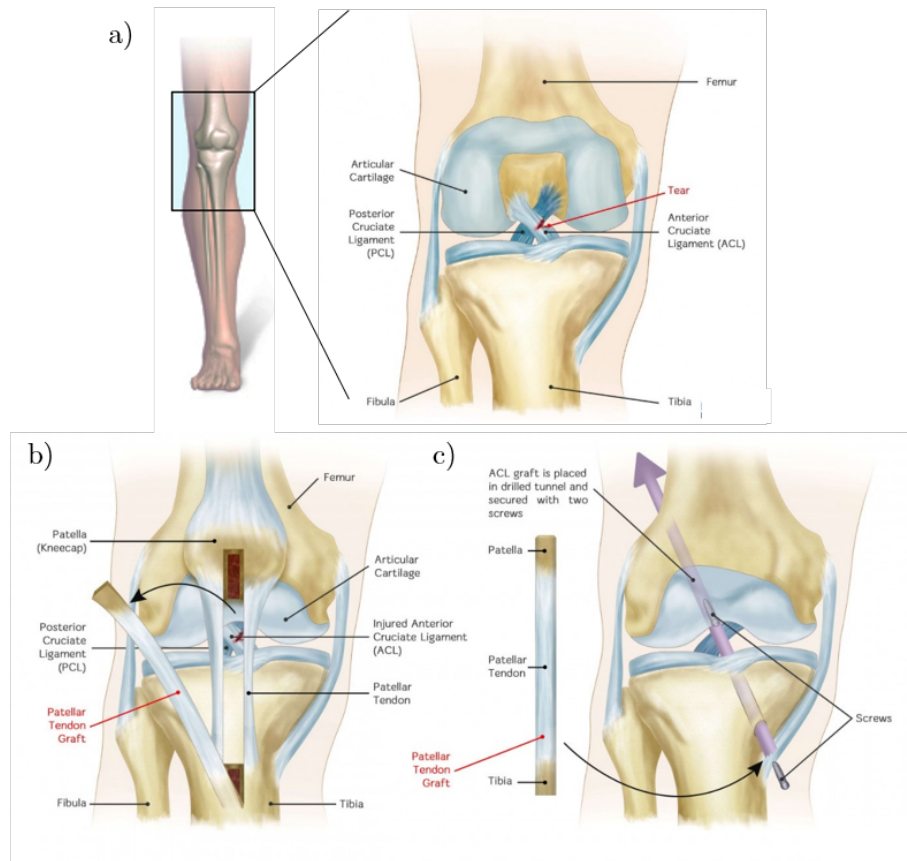 a)
Femur
Articular
Cartilage
Tear
Posterior
Cruciate
Ligament
(PCL)
Anterior
Cruciate
Ligament (ACL)
Fibula
Tibia
b)
Femur
Patella
(Kneecap)
Articular
Cartilage
Posterior
Cruciate
Ligament
(PCL)
Injured Anterior
Cruciate Ligament
(ACL)
Patellar
Tendon
Patellar
Tendon
Graft
Fibula
Tibia
c)
ACL graft is placed
in drilled tunnel and
secured with two
screws
Patella
Patellar
Tendon
Screws
Patellar
Tendon
Graft
Tibia